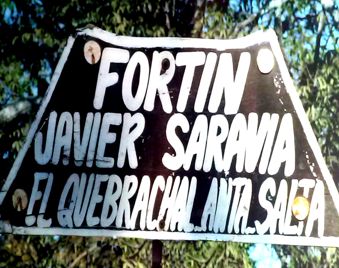 FORTIN
JAVIER SARAVIA
EL QUEBRACHAL ANTA SALTA